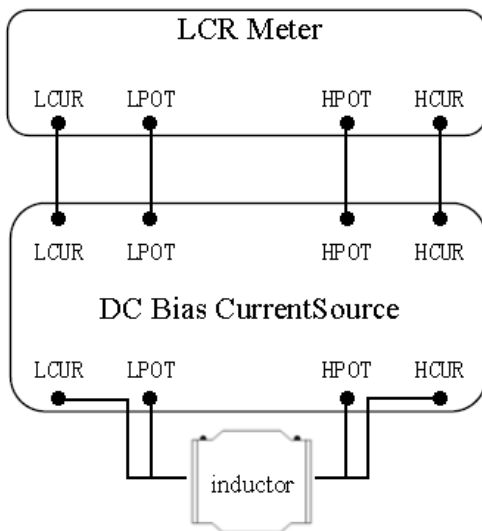 LCR Meter
LCUR LPOT HPOT HCUR
LCUR LPOT HPOT HCUR
DC Bias CurrentSource
LCUR LPOT HPOT HCUR
inductor